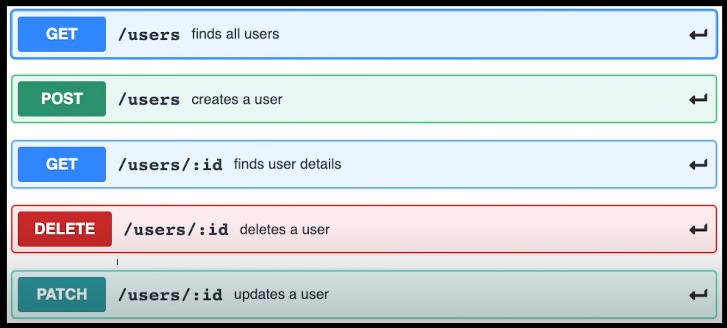 GET /users finds all users
POST /users creates a user
GET /users/:id finds user details
DELETE /users/:id deletes a user
PATCH /users/:id updates a user